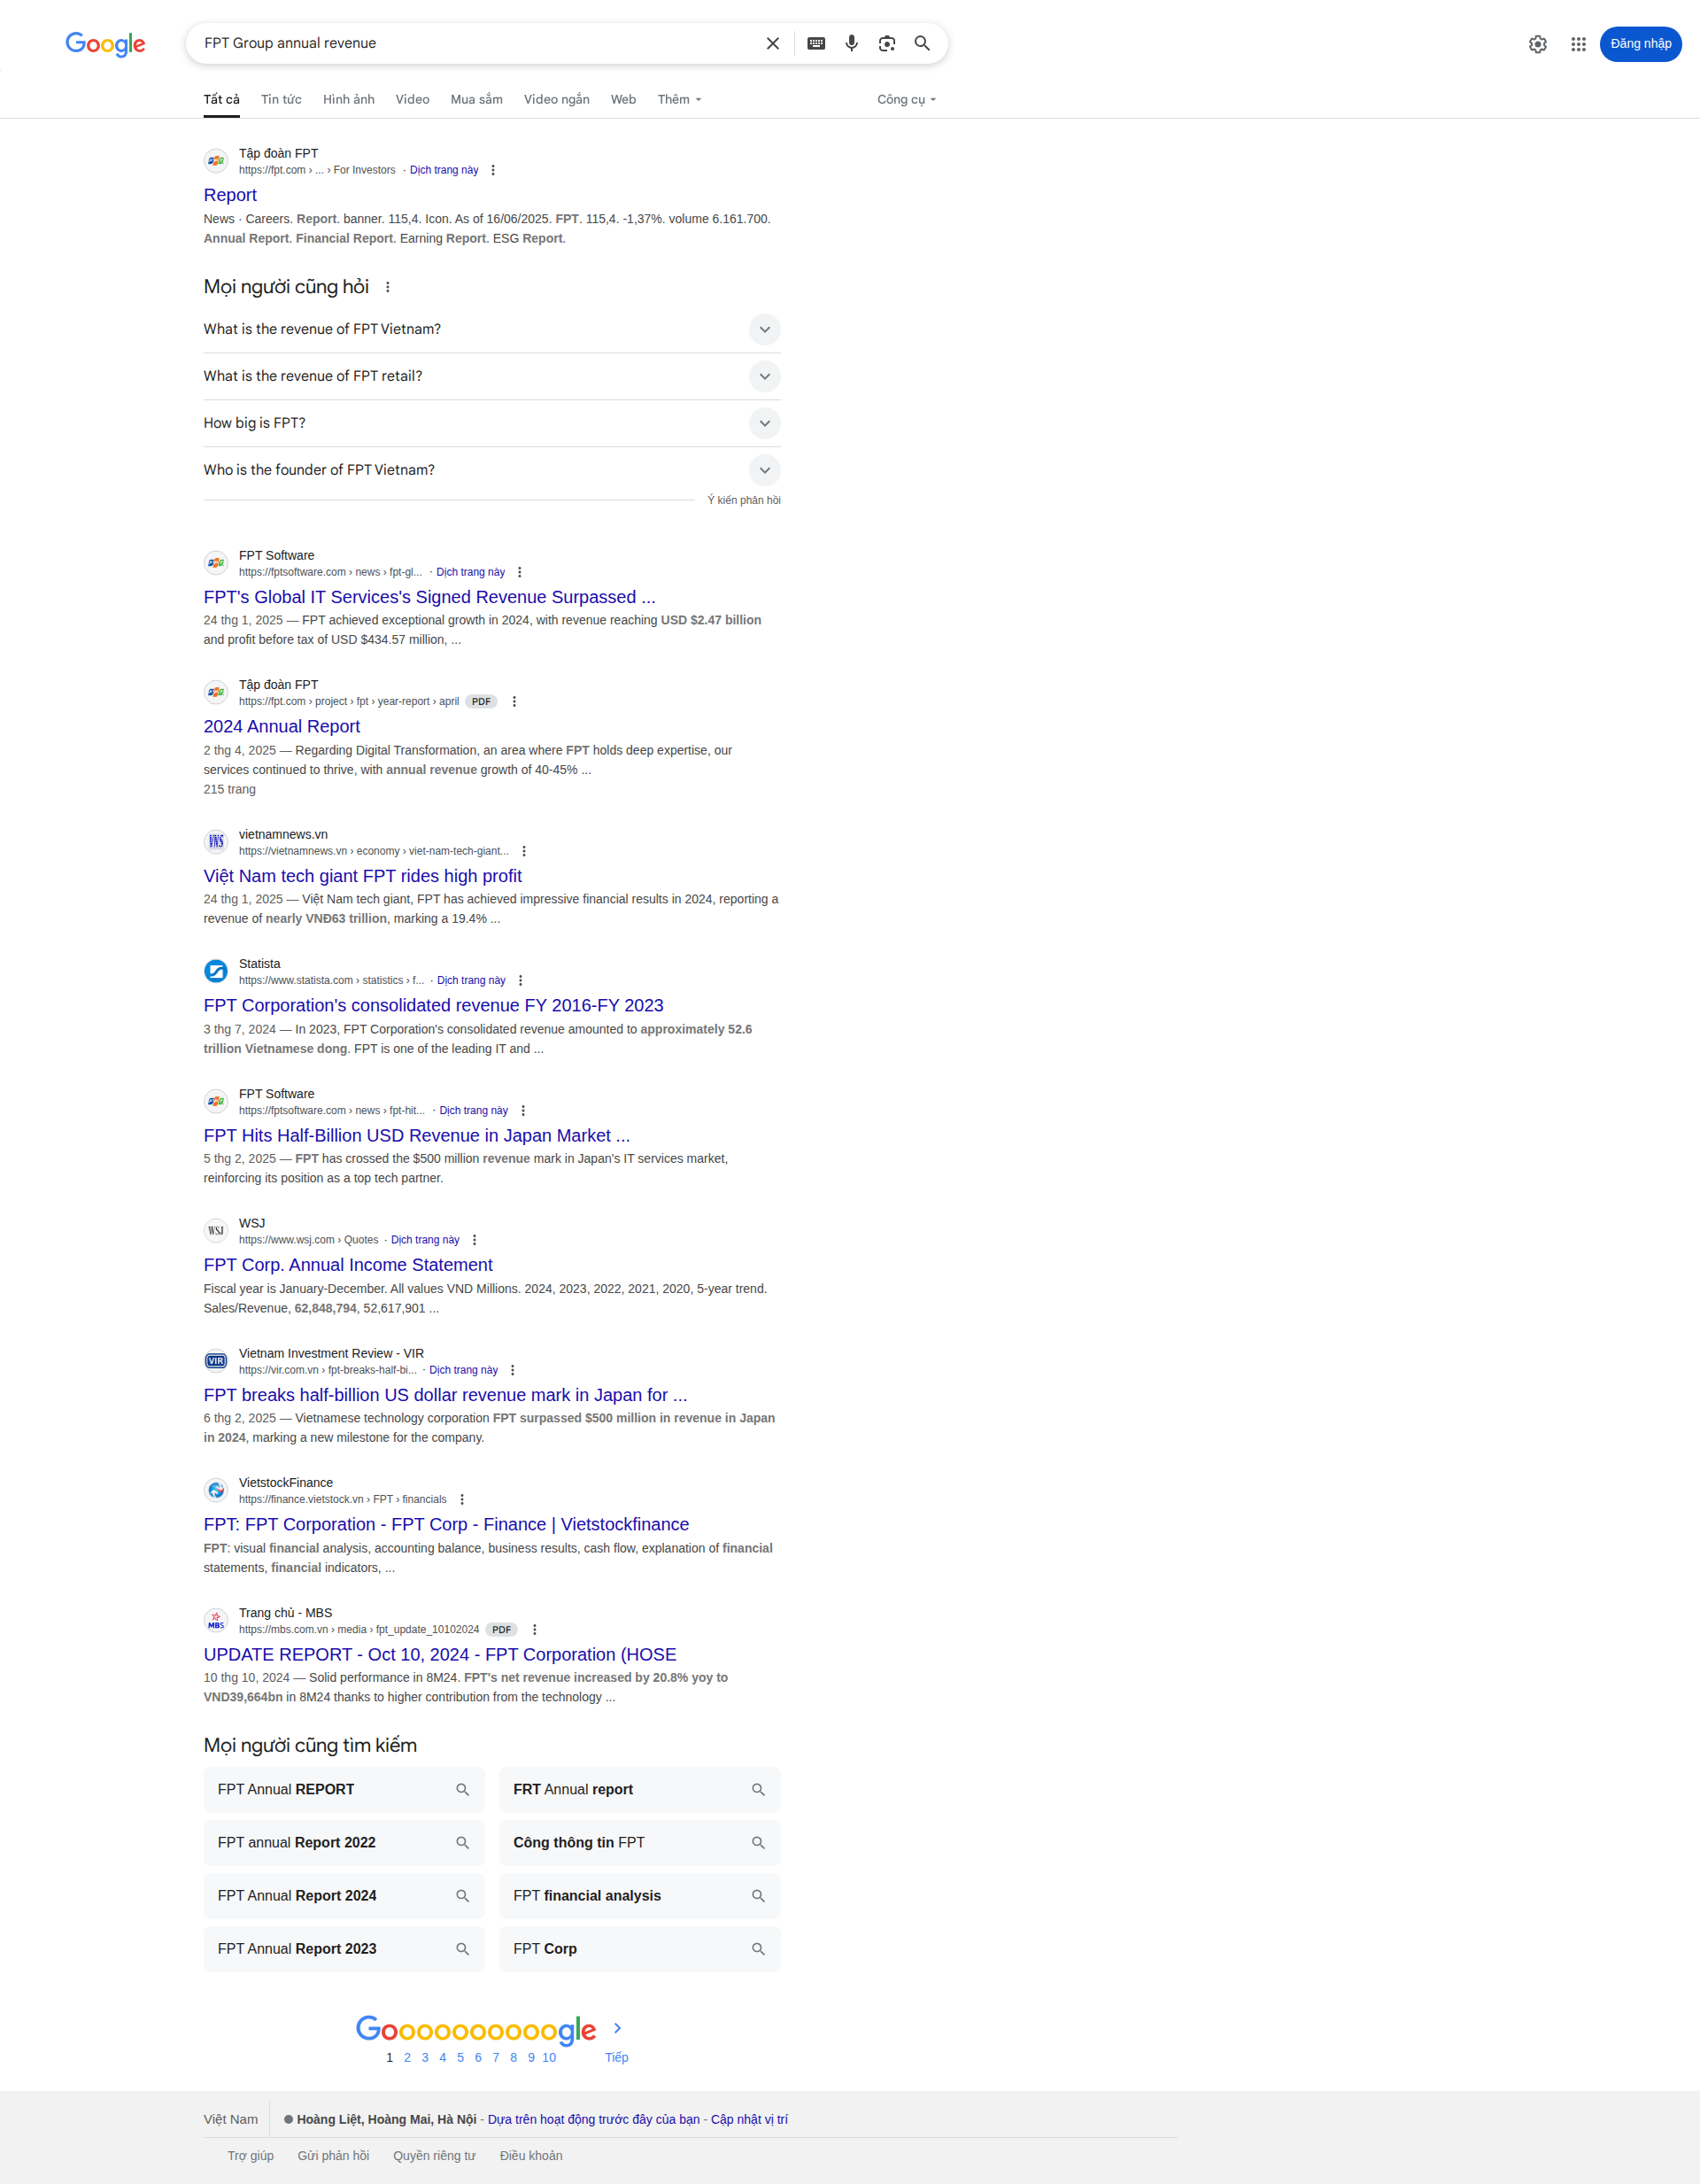 Google
FPT Group annual revenue
Đăng nhập
Tất cả Tin tức Hình ảnh Video Mua sắm Video ngắn Web Thêm Công cụ
Tập đoàn FPT
https://fpt.com › ... › For Investors · Dịch trang này
Report
News · Careers. Report. banner. 115,4. Icon. As of 16/06/2025. FPT. 115,4. -1,37%. volume 6.161.700.
Annual Report. Financial Report. Earning Report. ESG Report.
Mọi người cũng hỏi
What is the revenue of FPT Vietnam?
What is the revenue of FPT retail?
How big is FPT?
Who is the founder of FPT Vietnam?
Ý kiến phản hồi
FPT Software
https://fptsoftware.com › news › fpt-gl... · Dịch trang này
FPT's Global IT Services's Signed Revenue Surpassed ...
24 thg 1, 2025 — FPT achieved exceptional growth in 2024, with revenue reaching USD $2.47 billion
and profit before tax of USD $434.57 million, ...
Tập đoàn FPT
https://fpt.com › project › fpt › year-report › april PDF
2024 Annual Report
2 thg 4, 2025 — Regarding Digital Transformation, an area where FPT holds deep expertise, our
services continued to thrive, with annual revenue growth of 40-45% ...
215 trang
vietnamnews.vn
https://vietnamnews.vn › economy › viet-nam-tech-giant...
Việt Nam tech giant FPT rides high profit
24 thg 1, 2025 — Việt Nam tech giant, FPT has achieved impressive financial results in 2024, reporting a
revenue of nearly VNĐ63 trillion, marking a 19.4% ...
Statista
https://www.statista.com › statistics › f... · Dịch trang này
FPT Corporation's consolidated revenue FY 2016-FY 2023
3 thg 7, 2024 — In 2023, FPT Corporation's consolidated revenue amounted to approximately 52.6
trillion Vietnamese dong. FPT is one of the leading IT and ...
FPT Software
https://fptsoftware.com › news › fpt-hit... · Dịch trang này
FPT Hits Half-Billion USD Revenue in Japan Market ...
5 thg 2, 2025 — FPT has crossed the $500 million revenue mark in Japan's IT services market,
reinforcing its position as a top tech partner.
WSJ
WSJ
https://www.wsj.com › Quotes · Dịch trang này
FPT Corp. Annual Income Statement
Fiscal year is January-December. All values VND Millions. 2024, 2023, 2022, 2021, 2020, 5-year trend.
Sales/Revenue, 62,848,794, 52,617,901 ...
VIR
Vietnam Investment Review - VIR
https://vir.com.vn › fpt-breaks-half-bi... · Dịch trang này
FPT breaks half-billion US dollar revenue mark in Japan for ...
6 thg 2, 2025 — Vietnamese technology corporation FPT surpassed $500 million in revenue in Japan
in 2024, marking a new milestone for the company.
VietstockFinance
https://finance.vietstock.vn › FPT › financials
FPT: FPT Corporation - FPT Corp - Finance | Vietstockfinance
FPT: visual financial analysis, accounting balance, business results, cash flow, explanation of financial
statements, financial indicators, ...
MBS
Trang chủ - MBS
https://mbs.com.vn › media › fpt_update_10102024 PDF
UPDATE REPORT - Oct 10, 2024 - FPT Corporation (HOSE
10 thg 10, 2024 — Solid performance in 8M24. FPT's net revenue increased by 20.8% yoy to
VND39,664bn in 8M24 thanks to higher contribution from the technology ...
Mọi người cũng tìm kiếm
FPT Annual REPORT FRT Annual report
FPT annual Report 2022 Công thông tin FPT
FPT Annual Report 2024 FPT financial analysis
FPT Annual Report 2023 FPT Corp
Goooooooooogle
1 2 3 4 5 6 7 8 9 10 Tiếp
Việt Nam Hoàng Liệt, Hoàng Mai, Hà Nội - Dựa trên hoạt động trước đây của bạn - Cập nhật vị trí
Trợ giúp Gửi phản hồi Quyền riêng tư Điều khoản